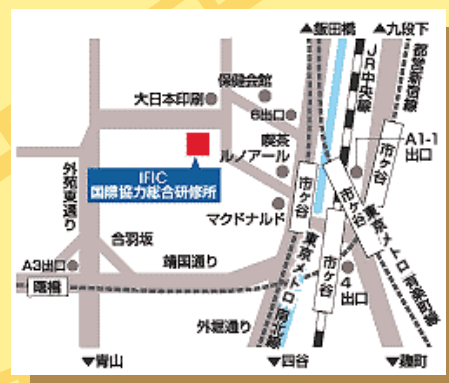 ▲飯田橋
▲九段下
保健会館
大日本印刷
6出口
JR中央線
都営新宿線
喫茶
ルノアール
A1-1
出口
市ヶ谷
IFIC
国際協力総合研修所
外苑東通り
市ヶ谷
市ヶ谷
マクドナルド
合羽坂
靖国通り
東京メトロ 南北線
東京メトロ 有楽町線
A3出口
曙橋
市ヶ谷
4
出口
外堀通り
▼青山
▼四谷
▼麹町